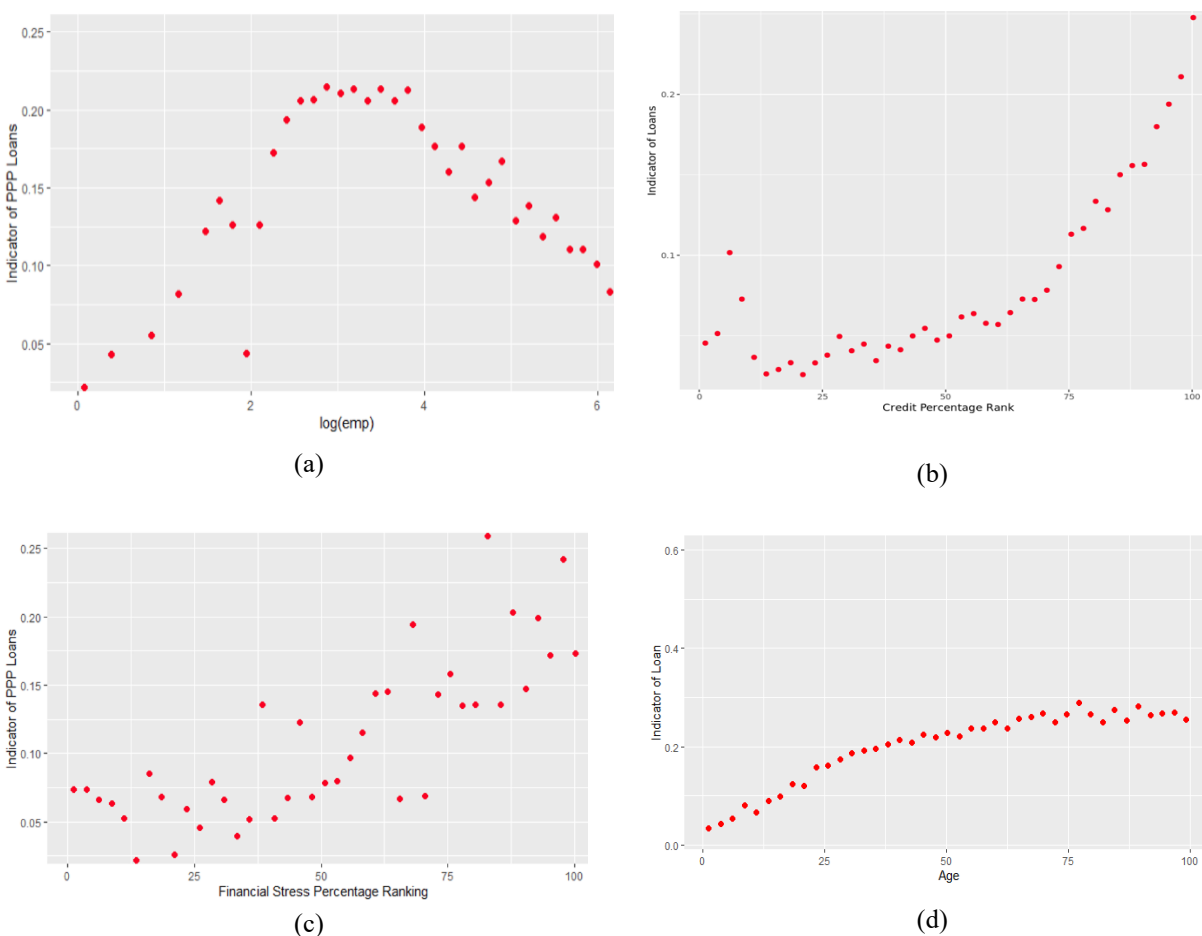 0.25
0.20
0.15
0.10
0.05
Indicator of PPP Loans
0
2
4
6
log(emp)
(a)
0.2
0.1
Indicator of Loans
0
25
50
75
100
Credit Percentage Rank
(b)
0.25
0.20
0.15
0.10
0.05
Indicator of PPP Loans
0
25
50
75
100
Financial Stress Percentage Ranking
(c)
0.6
0.4
0.2
0.0
Indicator of Loan
0
25
50
75
100
Age
(d)